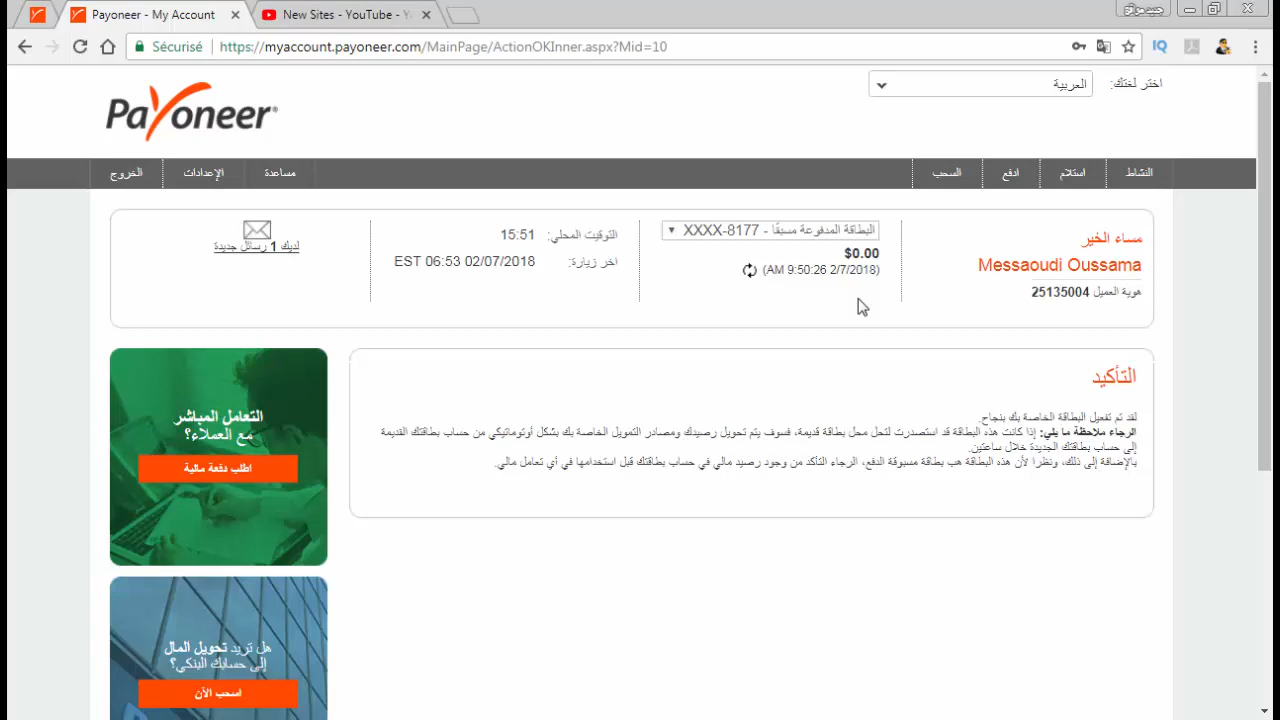 Payoneer - My Account
New Sites - YouTube - Y
Sécurisé
https://myaccount.payoneer.com/MainPage/ActionOKInner.aspx?Mid=10
IQ
Payoneer
اختر لغتك: العربية
النشاط استلام ادفع السحب مساعدة الإعدادات الخروج
مساء الخير
Messaoudi Oussama
هوية العميل 25135004
البطاقة المدفوعة مسبقًا - XXXX-8177
$0.00
(AM 9:50:26 2/7/2018)
التوقيت المحلي: 15:51
اخر زيارة: EST 06:53 02/07/2018
لديك 1 رسائل جديدة
التأكيد
لقد تم تفعيل البطاقة الخاصة بك بنجاح.
الرجاء ملاحظة ما يلي: إذا كانت هذه البطاقة قد استصدرت لتحل محل بطاقة قديمة، فسوف يتم تحويل رصيدك ومصادر التمويل الخاصة بك بشكل أوتوماتيكي من حساب بطاقتك القديمة
إلى حساب بطاقتك الجديدة خلال ساعتين.
بالإضافة إلى ذلك، ونظرا لأن هذه البطاقة هب بطاقة مسبوقة الدفع، الرجاء التأكد من وجود رصيد مالي في حساب بطاقتك قبل استخدامها في أي تعامل مالي.
التعامل المباشر
مع العملاء؟
اطلب دفعة مالية
هل تريد تحويل المال
إلى حسابك البنكي؟
اسحب الآن